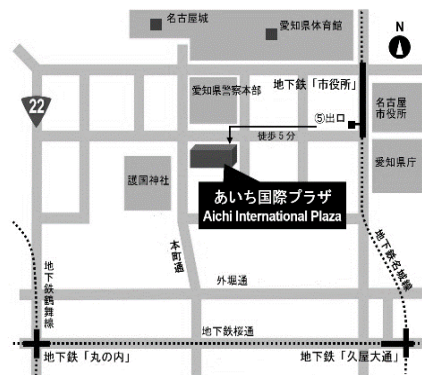 名古屋城
愛知県体育館
N
地下鉄「市役所」
22
愛知県警察本部
⑤出口
名古屋
市役所
徒歩5分
護国神社
愛知県庁
あいち国際プラザ
Aichi International Plaza
本町通
地下鉄名城線
地下鉄鶴舞線
外堀通
地下鉄桜通
地下鉄「丸の内」
地下鉄「久屋大通」